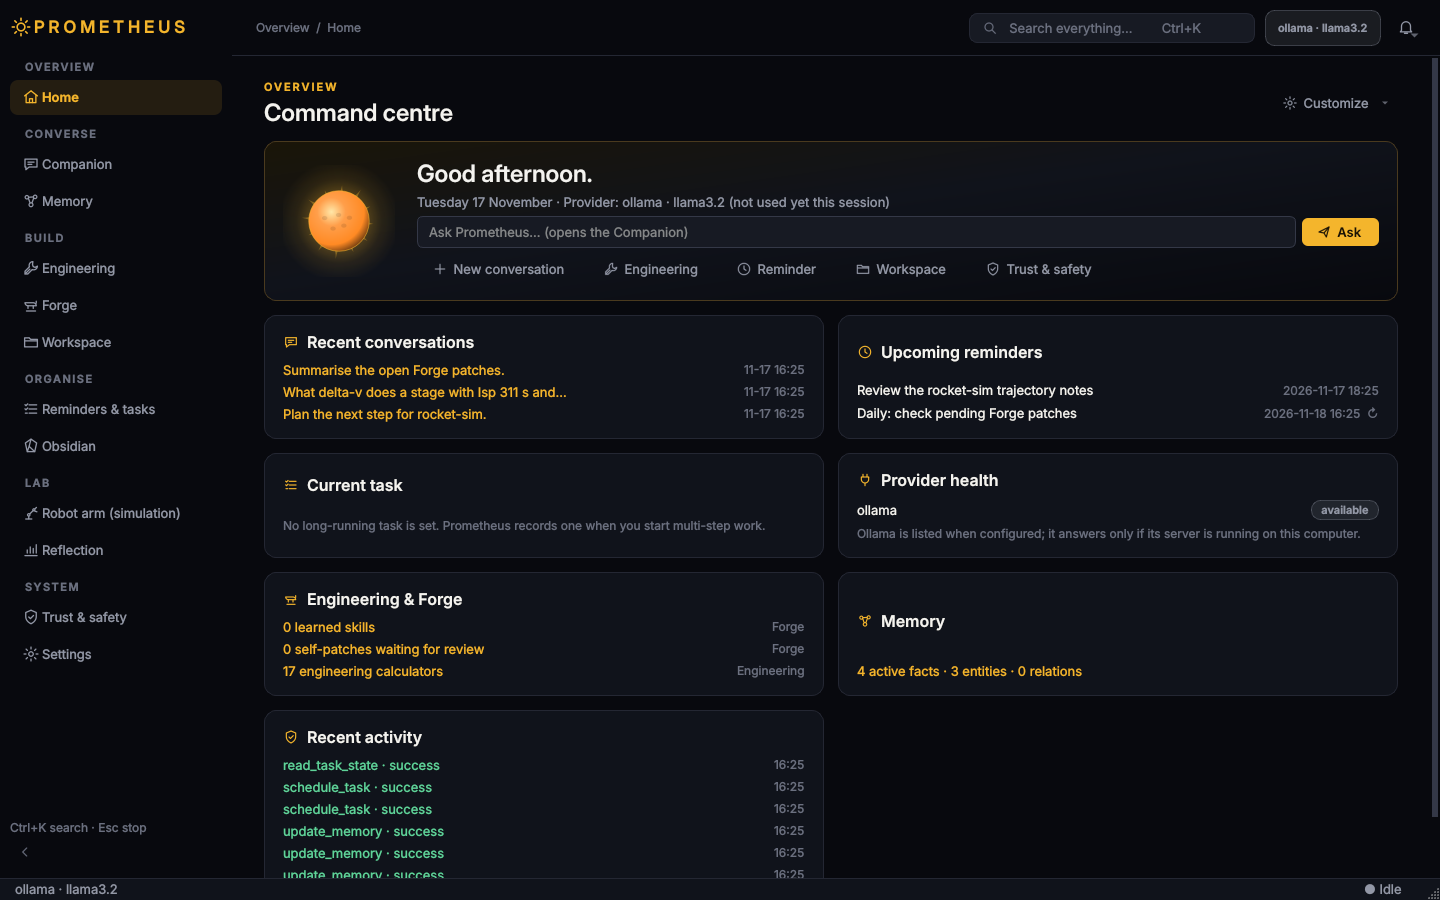 PROMETHEUS
Overview / Home
Search everything... Ctrl+K
ollama · llama3.2
OVERVIEW
Home
CONVERSE
Companion
Memory
BUILD
Engineering
Forge
Workspace
ORGANISE
Reminders & tasks
Obsidian
LAB
Robot arm (simulation)
Reflection
SYSTEM
Trust & safety
Settings
Ctrl+K search · Esc stop
OVERVIEW
Command centre
Customize
Good afternoon.
Tuesday 17 November · Provider: ollama · llama3.2 (not used yet this session)
Ask Prometheus... (opens the Companion)
Ask
New conversation
Engineering
Reminder
Workspace
Trust & safety
Recent conversations
Summarise the open Forge patches. 11-17 16:25
What delta-v does a stage with Isp 311 s and... 11-17 16:25
Plan the next step for rocket-sim. 11-17 16:25
Upcoming reminders
Review the rocket-sim trajectory notes 2026-11-17 18:25
Daily: check pending Forge patches 2026-11-18 16:25 ↻
Current task
No long-running task is set. Prometheus records one when you start multi-step work.
Provider health
ollama available
Ollama is listed when configured; it answers only if its server is running on this computer.
Engineering & Forge
0 learned skills Forge
0 self-patches waiting for review Forge
17 engineering calculators Engineering
Memory
4 active facts · 3 entities · 0 relations
Recent activity
read_task_state · success 16:25
schedule_task · success 16:25
schedule_task · success 16:25
update_memory · success 16:25
update_memory · success 16:25
update_memory · success 16:25
ollama · llama3.2
Idle